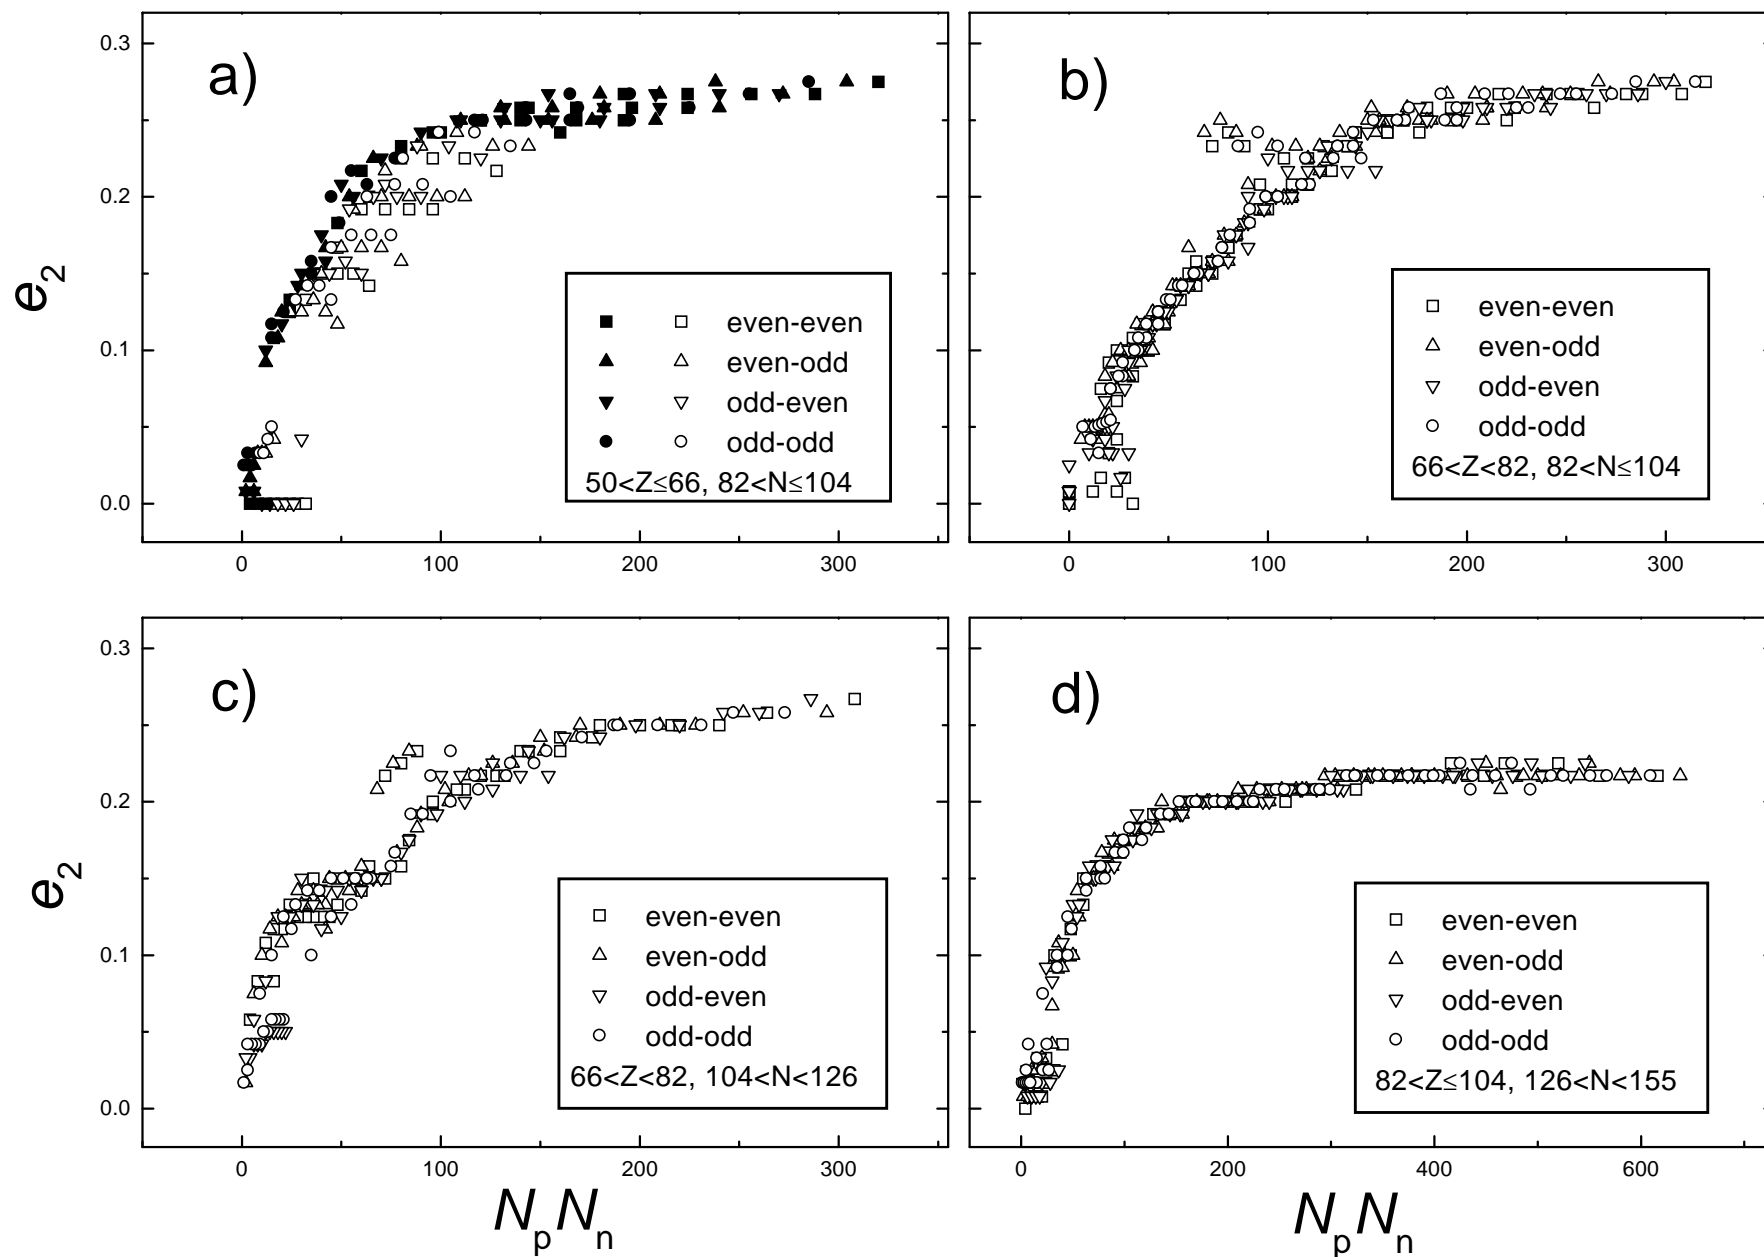 a)
b)
0.3
0.2
0.1
0.0
e2
even-even
even-odd
odd-even
odd-odd
50<Z≤66, 82<N≤104
even-even
even-odd
odd-even
odd-odd
66<Z<82, 82<N≤104
0 100 200 300
0 100 200 300
c)
d)
0.3
0.2
0.1
0.0
e2
even-even
even-odd
odd-even
odd-odd
66<Z<82, 104<N<126
even-even
even-odd
odd-even
odd-odd
82<Z≤104, 126<N<155
0 100 200 300
0 200 400 600
NpNn
NpNn